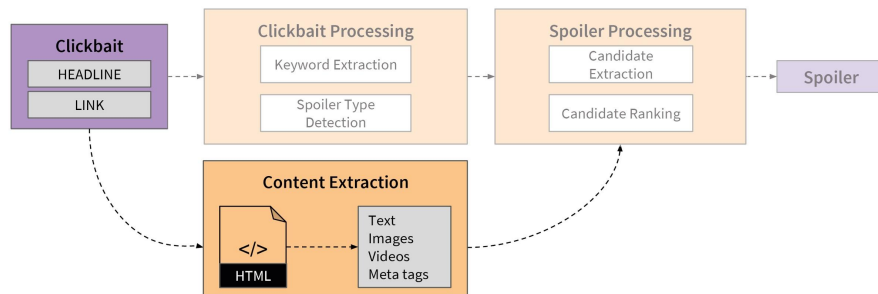 Clickbait
HEADLINE
LINK
Clickbait Processing
Keyword Extraction
Spoiler Type
Detection
Spoiler Processing
Candidate
Extraction
Candidate Ranking
Spoiler
Content Extraction
</>
HTML
Text
Images
Videos
Meta tags